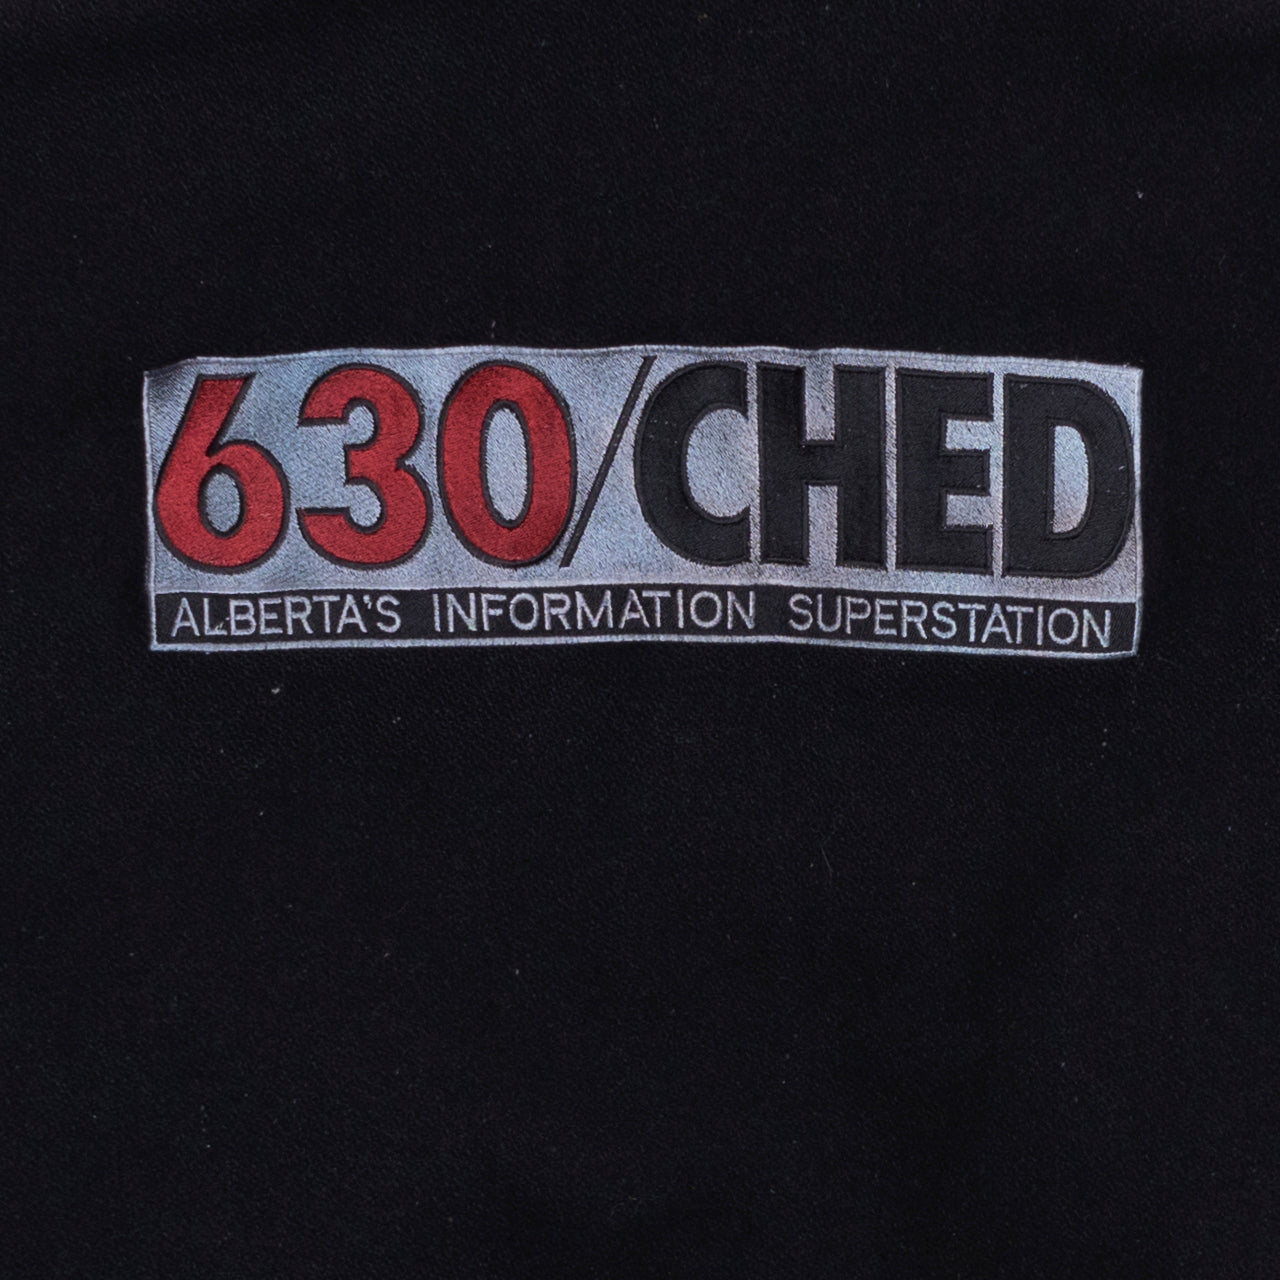 630/CHED
ALBERTA'S INFORMATION SUPERSTATION